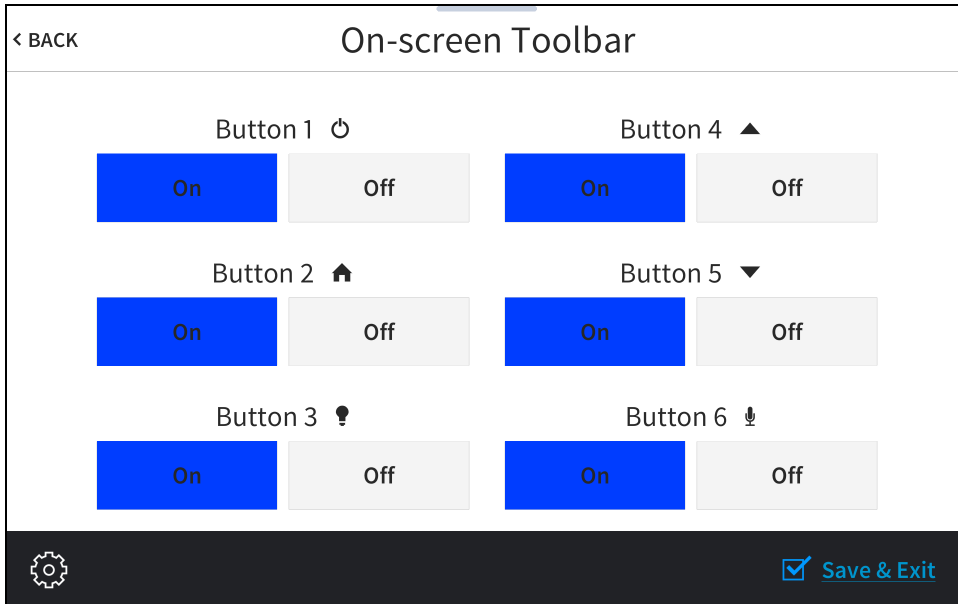 < BACK
On-screen Toolbar
Button 1
On Off
Button 4
On Off
Button 2
On Off
Button 5
On Off
Button 3
On Off
Button 6
On Off
Save & Exit